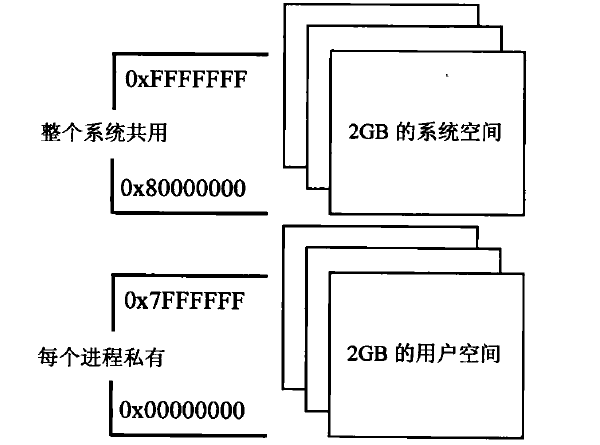 0xFFFFFFF
整个系统共用
2GB 的系统空间
0x80000000
0x7FFFFFF
每个进程私有
2GB 的用户空间
0x00000000